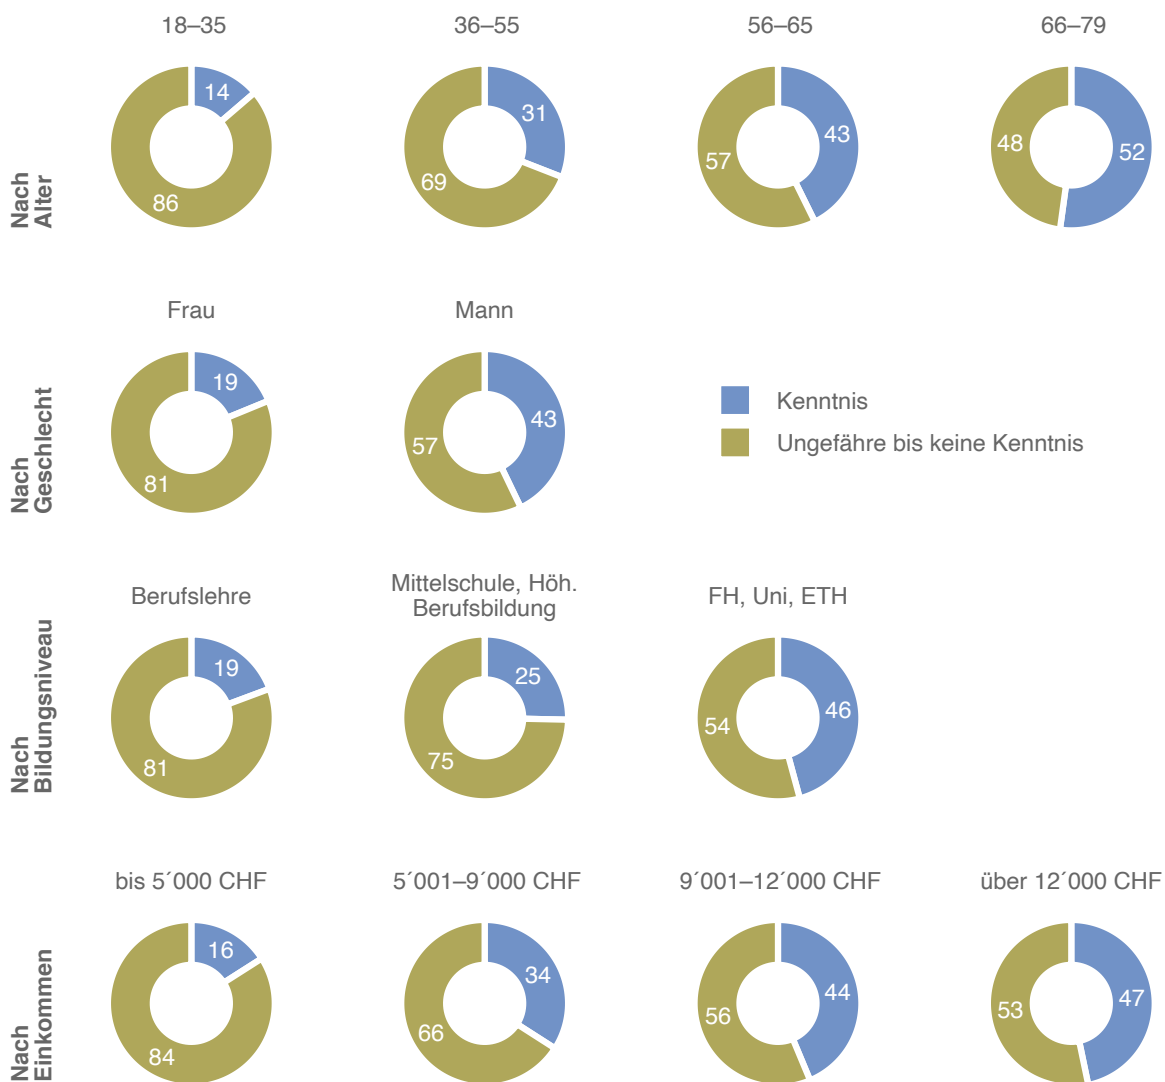 18–35
36–55
56–65
66–79
Nach
Alter
14
86
31
69
43
57
52
48
Frau
Mann
Nach
Geschlecht
19
81
43
57
Kenntnis
Ungefähre bis keine Kenntnis
Berufslehre
Mittelschule, Höh.
Berufsbildung
FH, Uni, ETH
Nach
Bildungsniveau
19
81
25
75
46
54
bis 5´000 CHF
5´001–9´000 CHF
9´001–12´000 CHF
über 12´000 CHF
Nach
Einkommen
16
84
34
66
44
56
47
53